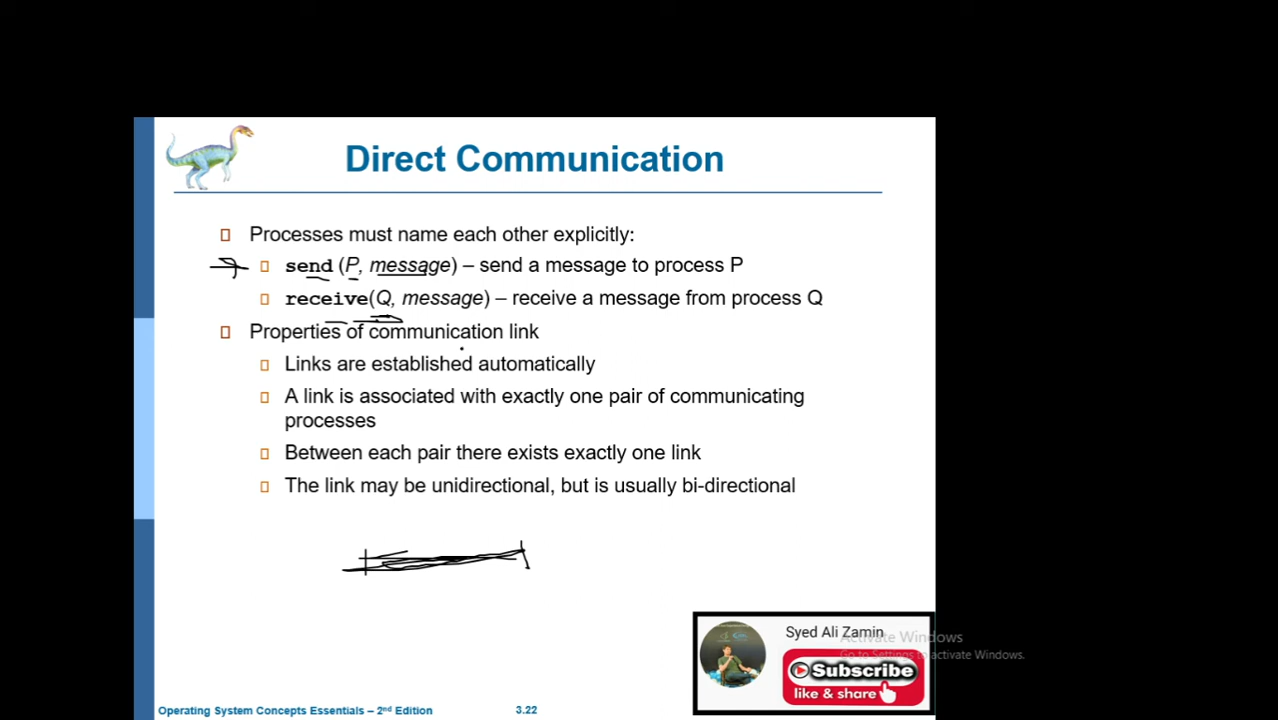 Direct Communication
Processes must name each other explicitly:
send (P, message) – send a message to process P
receive(Q, message) – receive a message from process Q
Properties of communication link
Links are established automatically
A link is associated with exactly one pair of communicating
processes
Between each pair there exists exactly one link
The link may be unidirectional, but is usually bi-directional
Syed Ali Zamin
Activate Windows
Go to Settings to activate Windows.
Subscribe
like & share
Operating System Concepts Essentials – 2nd Edition
3.22